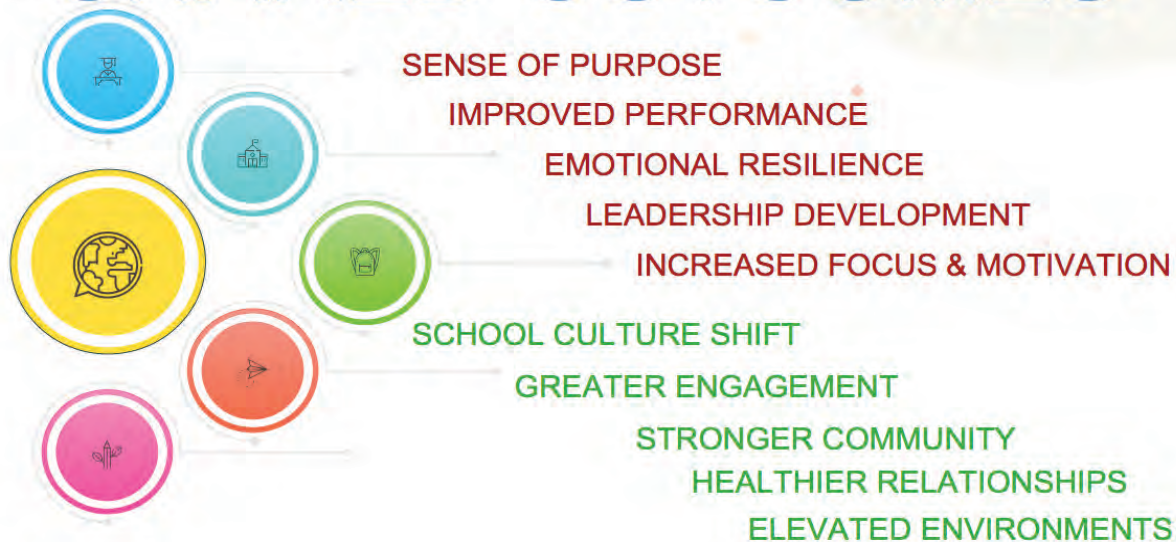 SENSE OF PURPOSE
IMPROVED PERFORMANCE
EMOTIONAL RESILIENCE
LEADERSHIP DEVELOPMENT
INCREASED FOCUS & MOTIVATION
SCHOOL CULTURE SHIFT
GREATER ENGAGEMENT
STRONGER COMMUNITY
HEALTHIER RELATIONSHIPS
ELEVATED ENVIRONMENTS